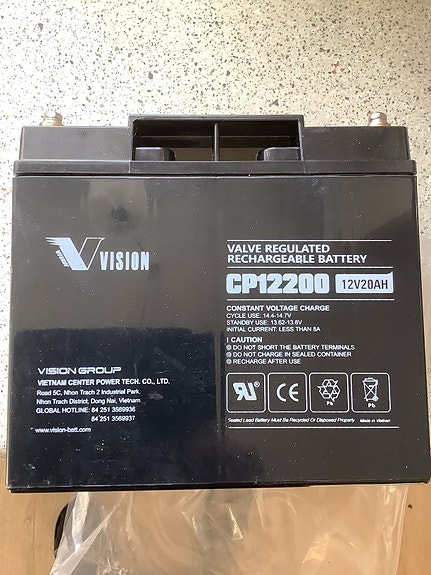 VISION
VALVE REGULATED
RECHARGEABLE BATTERY
CP12200 12V20AH
CONSTANT VOLTAGE CHARGE
CYCLE USE: 14.4-14.7V
STANDBY USE: 13.62-13.8V
INITIAL CURRENT: LESS THAN 8A
! CAUTION
DO NOT SHORT THE BATTERY TERMINALS
DO NOT CHARGE IN SEALED CONTAINER
RECHARGE AFTER USE
VISION GROUP
VIETNAM CENTER POWER TECH. CO., LTD.
Road 5C, Nhon Trach 2 Industrial Park.
Nhon Trach District, Dong Nai, Vietnam
GLOBAL HOTLINE: 84 251 3569936
84 251 3569937
www.vision-batt.com
Pb Pb
Sealed Lead Battery Must Be Recycled Or Disposed Properly Made in Vietnam